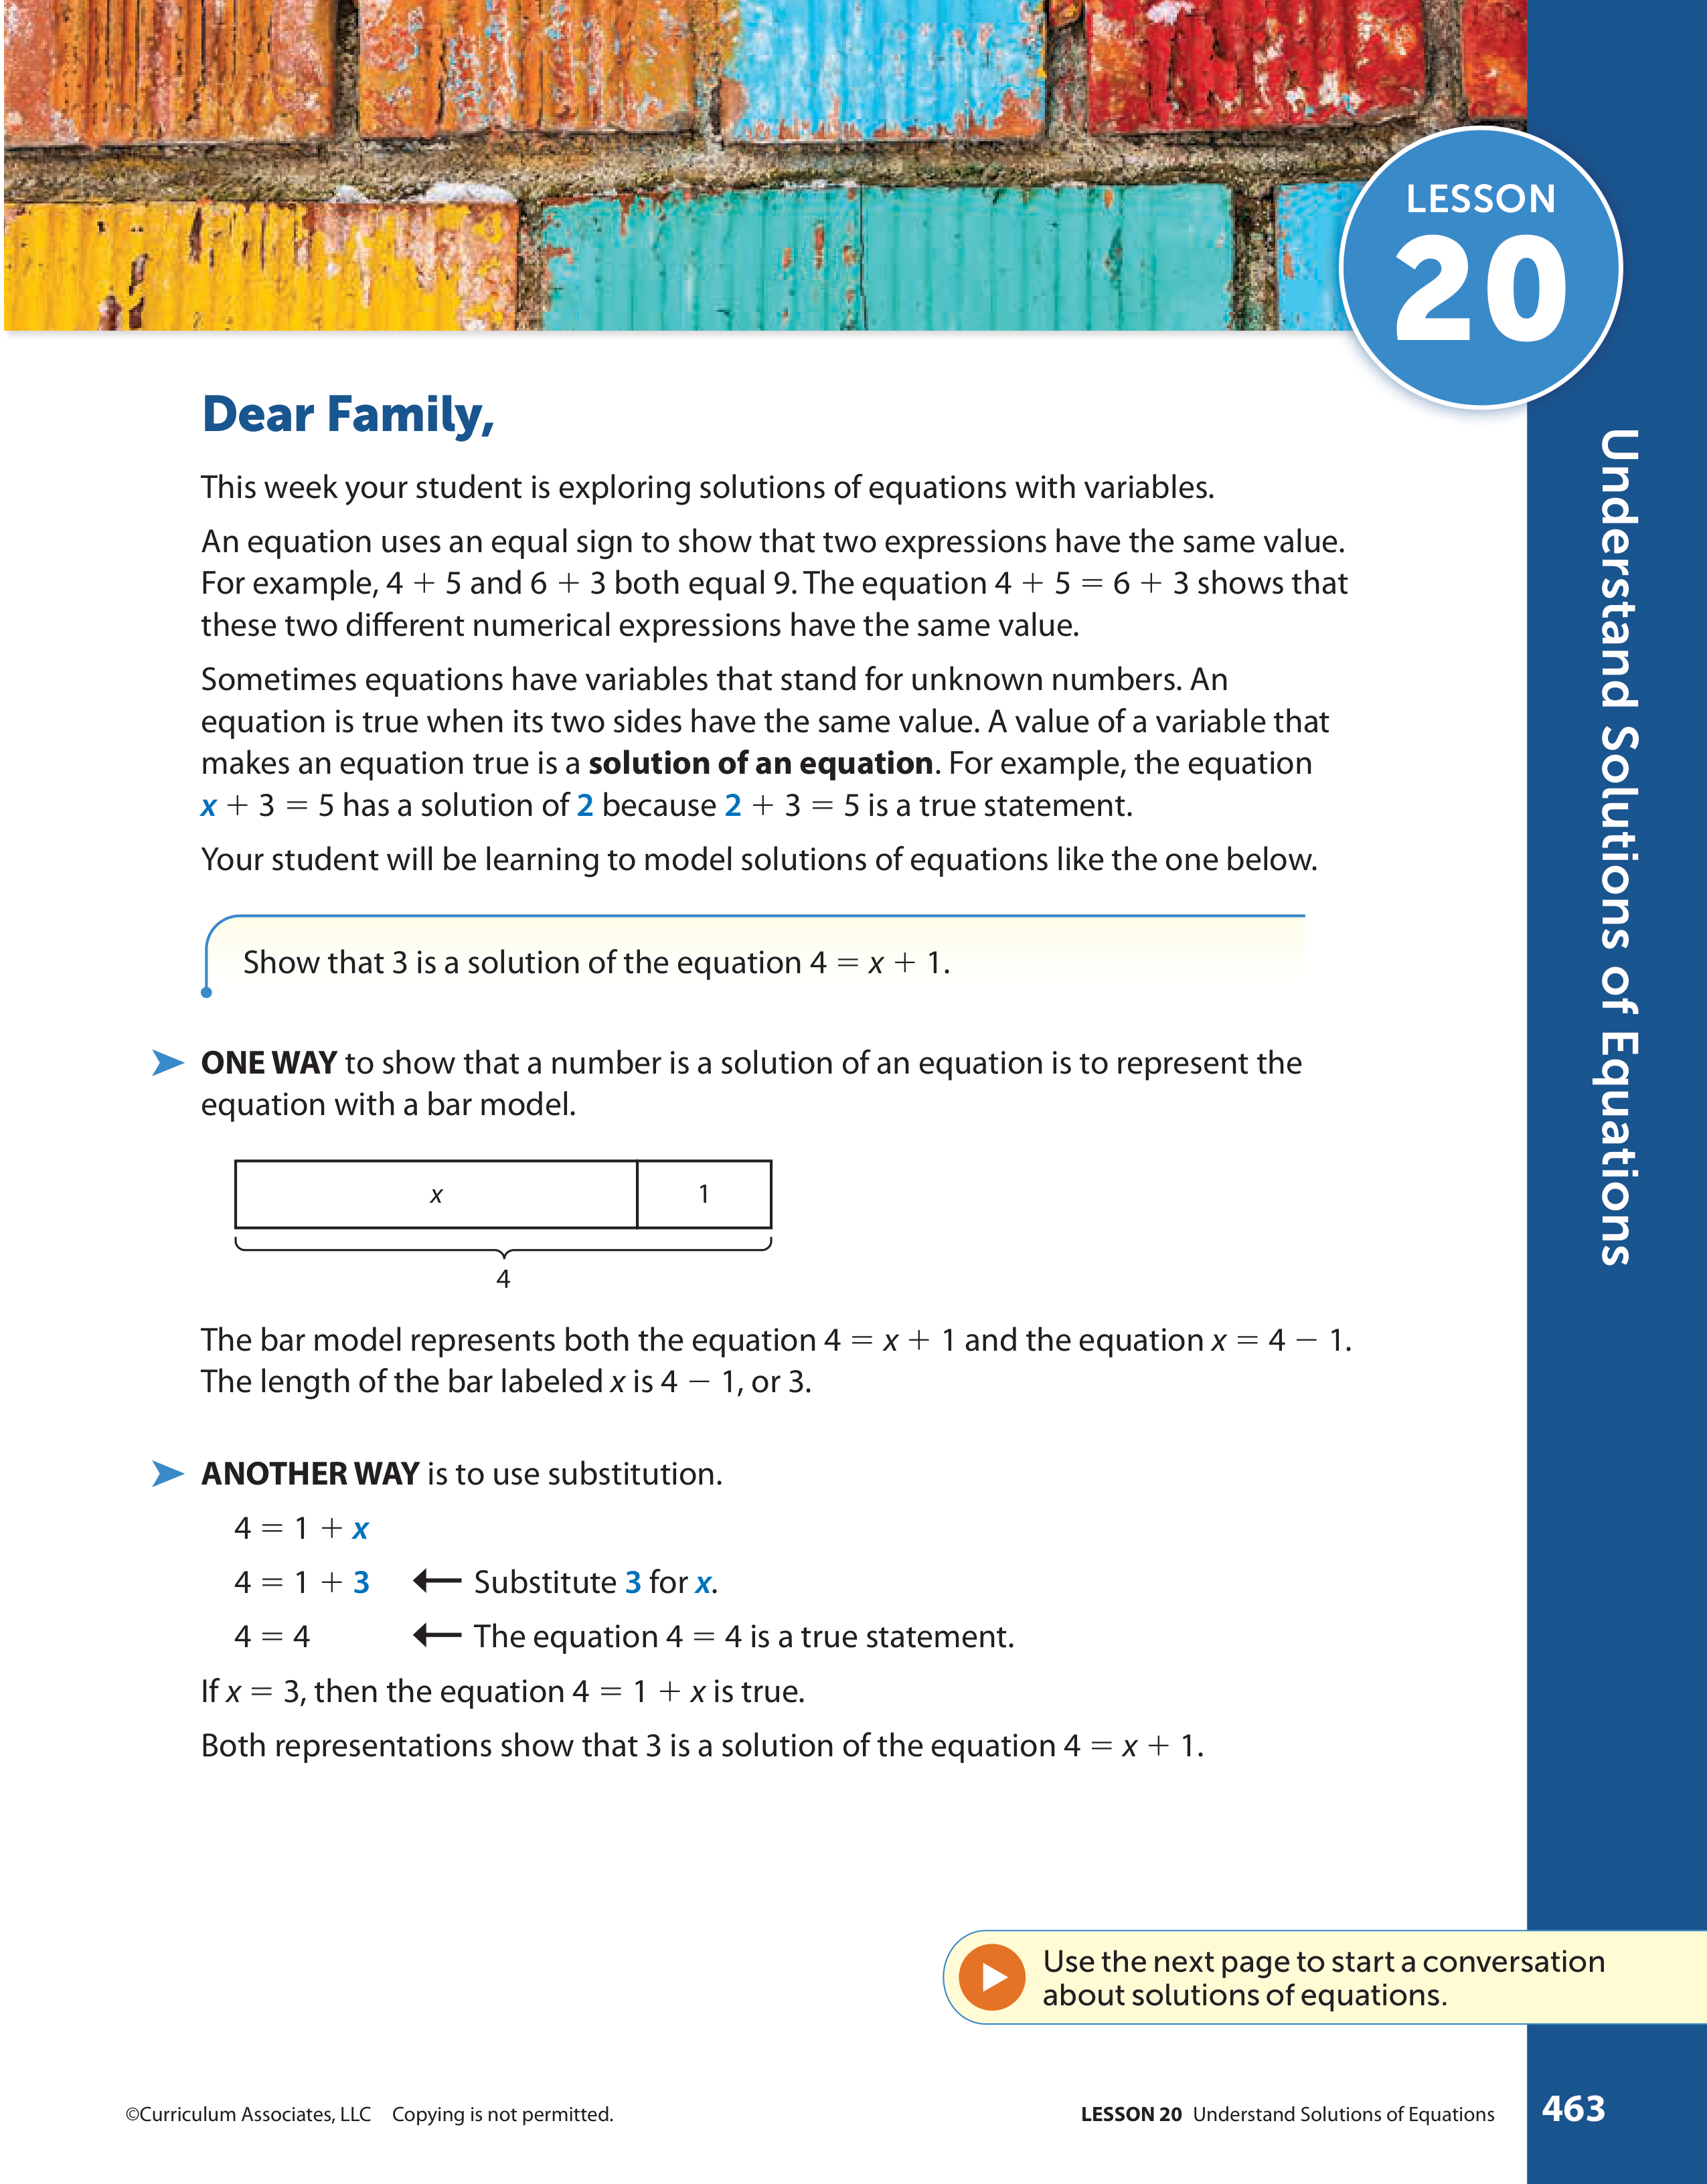 LESSON
20
Understand Solutions of Equations
Dear Family,
This week your student is exploring solutions of equations with variables.
An equation uses an equal sign to show that two expressions have the same value.
For example, 4 + 5 and 6 + 3 both equal 9. The equation 4 + 5 = 6 + 3 shows that
these two different numerical expressions have the same value.
Sometimes equations have variables that stand for unknown numbers. An
equation is true when its two sides have the same value. A value of a variable that
makes an equation true is a solution of an equation. For example, the equation
x + 3 = 5 has a solution of 2 because 2 + 3 = 5 is a true statement.
Your student will be learning to model solutions of equations like the one below.
Show that 3 is a solution of the equation 4 = x + 1.
ONE WAY to show that a number is a solution of an equation is to represent the
equation with a bar model.
x 1
4
The bar model represents both the equation 4 = x + 1 and the equation x = 4 − 1.
The length of the bar labeled x is 4 − 1, or 3.
ANOTHER WAY is to use substitution.
4 = 1 + x
4 = 1 + 3 ← Substitute 3 for x.
4 = 4 ← The equation 4 = 4 is a true statement.
If x = 3, then the equation 4 = 1 + x is true.
Both representations show that 3 is a solution of the equation 4 = x + 1.
Use the next page to start a conversation
about solutions of equations.
©Curriculum Associates, LLC Copying is not permitted.
LESSON 20 Understand Solutions of Equations
463